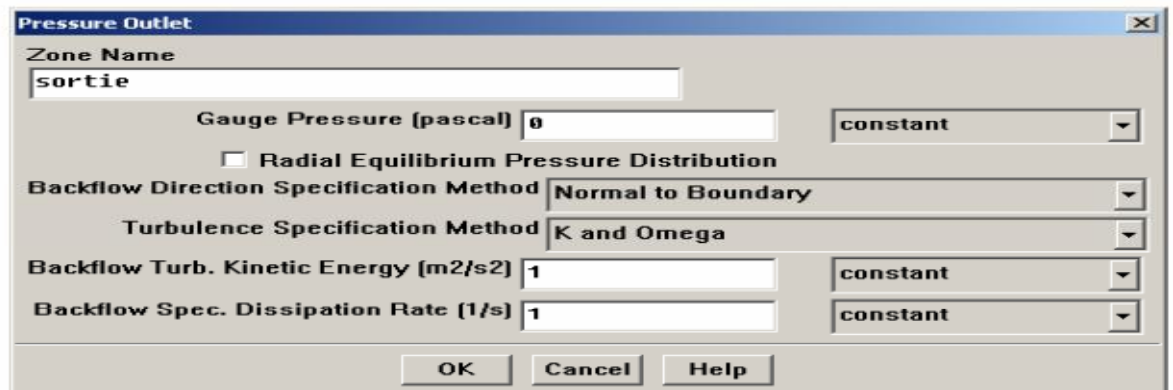 Pressure Outlet
Zone Name
sortie
Gauge Pressure (pascal) 0 constant
Radial Equilibrium Pressure Distribution
Backflow Direction Specification Method Normal to Boundary
Turbulence Specification Method K and Omega
Backflow Turb. Kinetic Energy (m2/s2) 1 constant
Backflow Spec. Dissipation Rate (1/s) 1 constant
OK Cancel Help